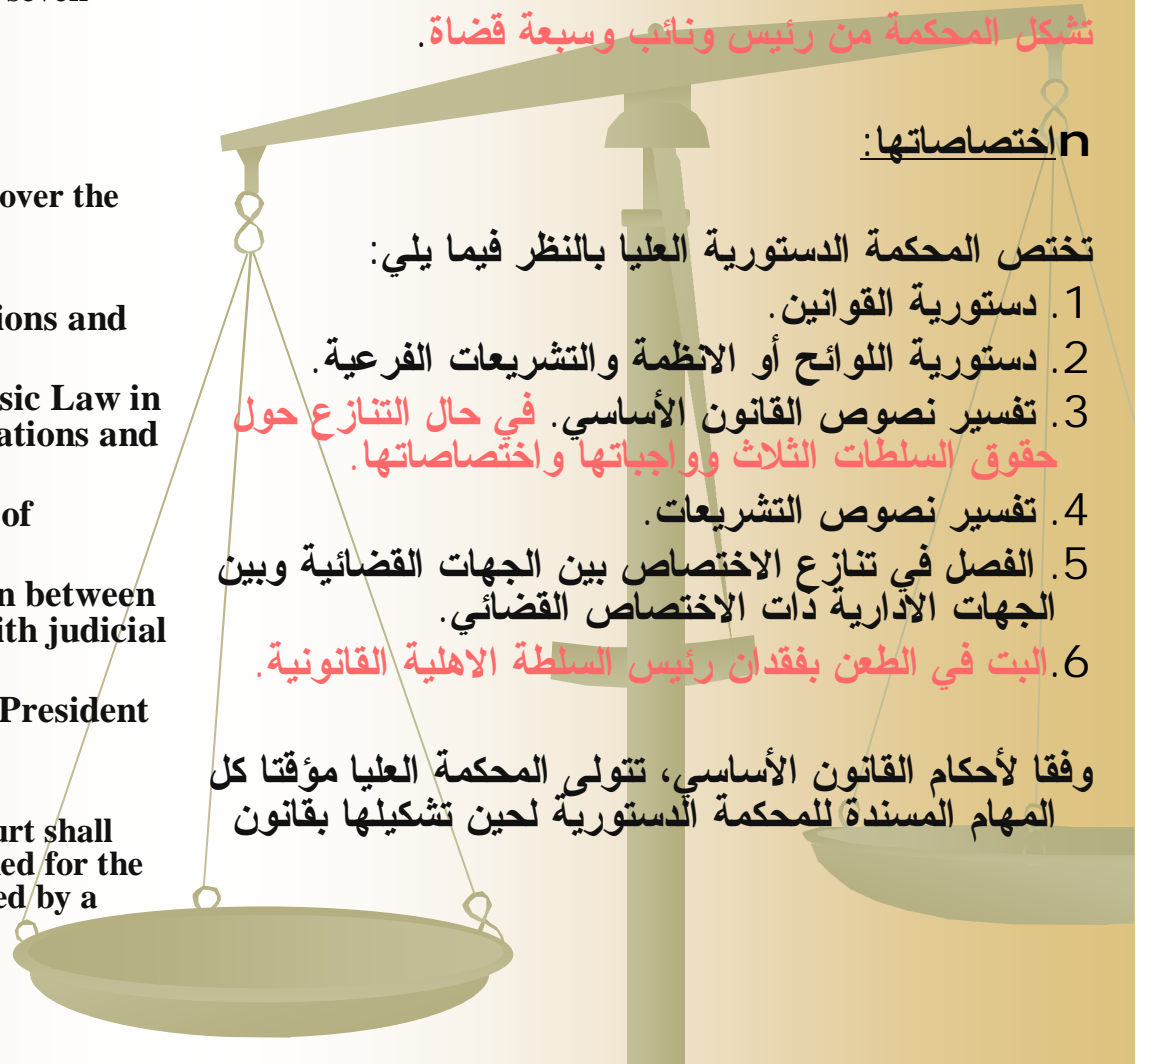 seven
over the
ions and
sic Law in
ations and
of
n between
ith judicial
President
urt shall
ed for the
ed by a
تشكل المحكمة من رئيس ونائب وسبعة قضاة.
nاختصاصاتها:
تختص المحكمة الدستورية العليا بالنظر فيما يلي:
1. دستورية القوانين.
2. دستورية اللوائح أو الانظمة والتشريعات الفرعية.
3. تفسير نصوص القانون الأساسي. في حال التنازع حول
حقوق السلطات الثلاث وواجباتها واختصاصاتها.
4. تفسير نصوص التشريعات.
5. الفصل في تنازع الاختصاص بين الجهات القضائية وبين
الجهات الادارية ذات الاختصاص القضائي.
6.البت في الطعن بفقدان رئيس السلطة الاهلية القانونية.
وفقا لأحكام القانون الأساسي، تتولى المحكمة العليا مؤقتا كل
المهام المسندة للمحكمة الدستورية لحين تشكيلها بقانون